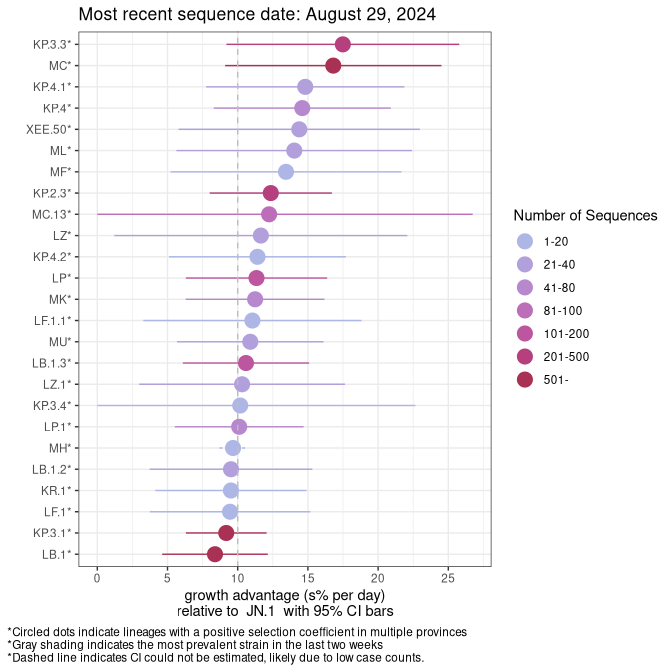 Most recent sequence date: August 29, 2024
KP.3.3*
MC*
KP.4.1*
KP.4*
XEE.50*
ML*
MF*
KP.2.3*
MC.13*
LZ*
KP.4.2*
LP*
MK*
LF.1.1*
MU*
LB.1.3*
LZ.1*
KP.3.4*
LP.1*
MH*
LB.1.2*
KR.1*
LF.1*
KP.3.1*
LB.1*
0 5 10 15 20 25
growth advantage (s% per day)
relative to JN.1 with 95% CI bars
Number of Sequences
1-20
21-40
41-80
81-100
101-200
201-500
501-
*Circled dots indicate lineages with a positive selection coefficient in multiple provinces
*Gray shading indicates the most prevalent strain in the last two weeks
*Dashed line indicates CI could not be estimated, likely due to low case counts.